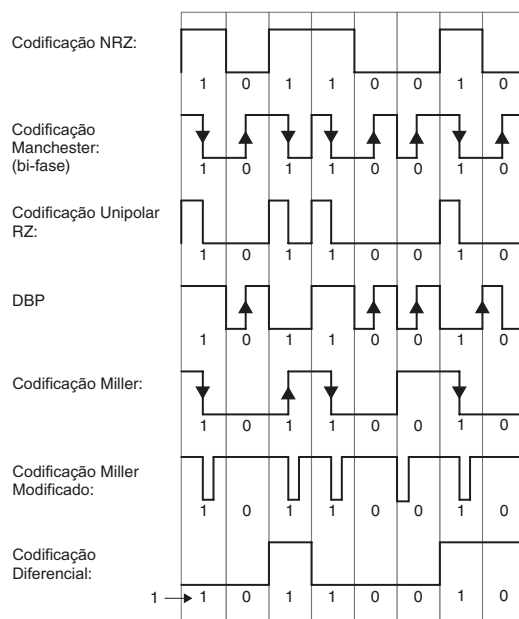 Codificação NRZ:
1 0 1 1 0 0 1 0
Codificação
Manchester:
(bi-fase)
1 0 1 1 0 0 1 0
Codificação Unipolar
RZ:
1 0 1 1 0 0 1 0
DBP
1 0 1 1 0 0 1 0
Codificação Miller:
1 0 1 1 0 0 1 0
Codificação Miller
Modificado:
1 0 1 1 0 0 1 0
Codificação
Diferencial:
1 → 1 0 1 1 0 0 1 0